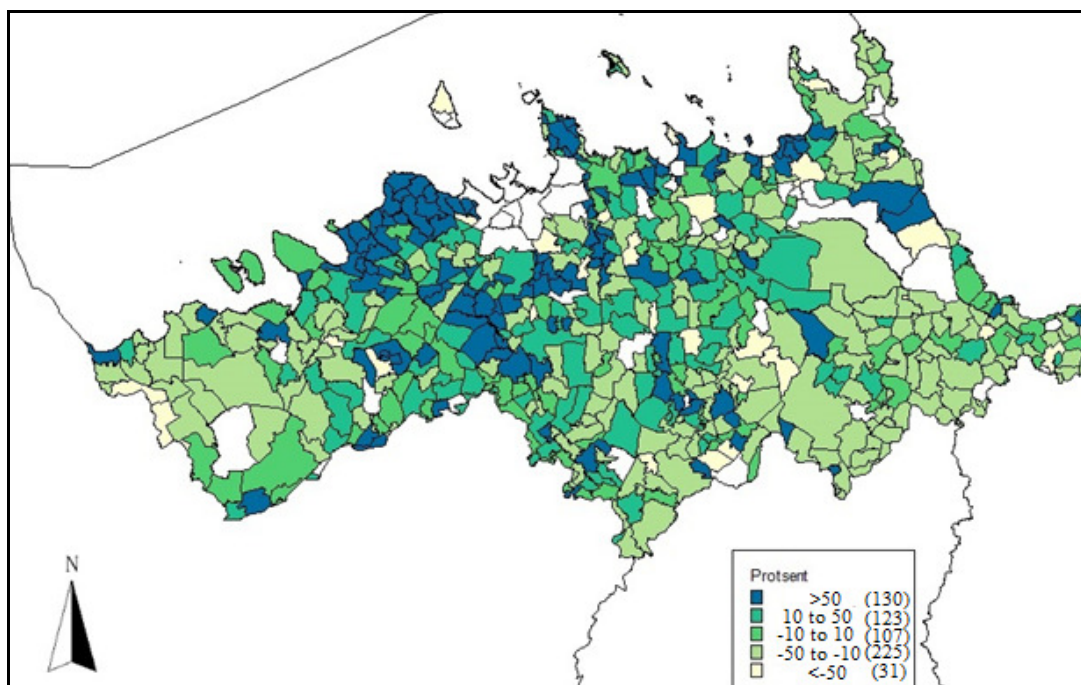 N
Protsent
>50 (130)
10 to 50 (123)
-10 to 10 (107)
-50 to -10 (225)
<-50 (31)